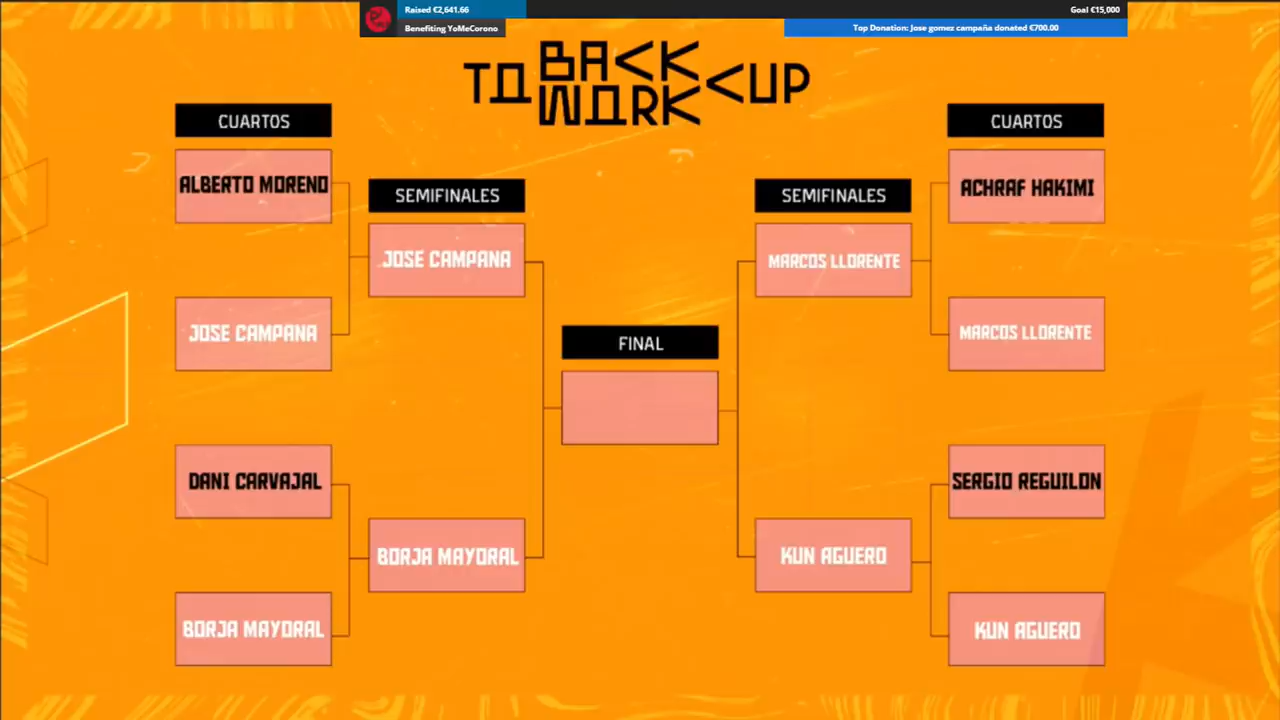 Raised €2,641.66
Goal €15,000
Benefiting YoMeCorono
Top Donation: Jose gomez campaña donated €700.00
BACK
TO WORK CUP
CUARTOS
ALBERTO MORENO
JOSE CAMPANA
DANI CARVAJAL
BORJA MAYORAL
SEMIFINALES
JOSE CAMPANA
BORJA MAYORAL
FINAL
SEMIFINALES
MARCOS LLORENTE
KUN AGUERO
CUARTOS
ACHRAF HAKIMI
MARCOS LLORENTE
SERGIO REGUILON
KUN AGUERO